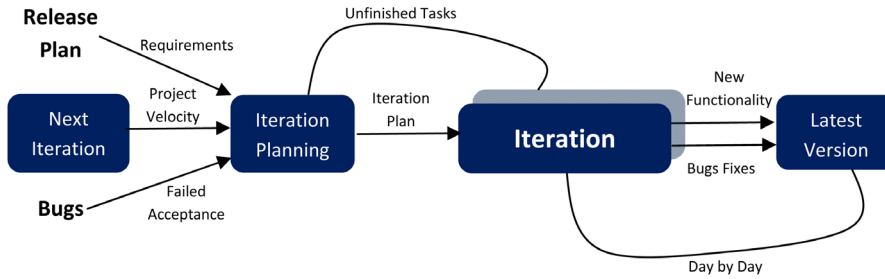 Release
Plan
Requirements
Unfinished Tasks
Next
Iteration
Project
Velocity
Iteration
Planning
Iteration
Plan
Iteration
New
Functionality
Bugs Fixes
Latest
Version
Bugs
Failed
Acceptance
Day by Day